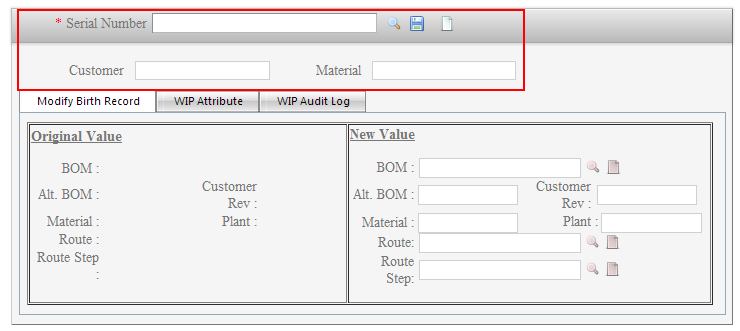 * Serial Number
Customer Material
Modify Birth Record WIP Attribute WIP Audit Log
Original Value
BOM :
Alt. BOM : Customer
Rev :
Material : Plant :
Route :
Route Step
:
New Value
BOM :
Alt. BOM : Customer
Rev :
Material : Plant :
Route:
Route
Step: